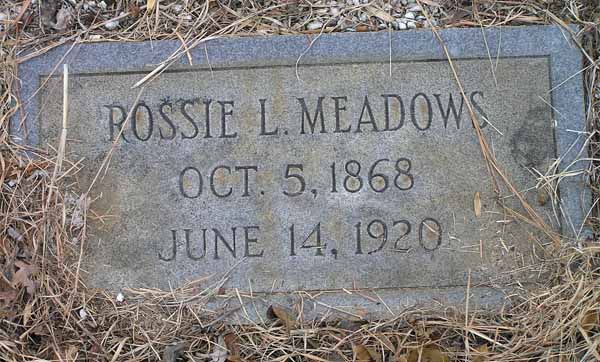 ROSSIE L. MEADOWS
OCT. 5, 1868
JUNE 14, 1920